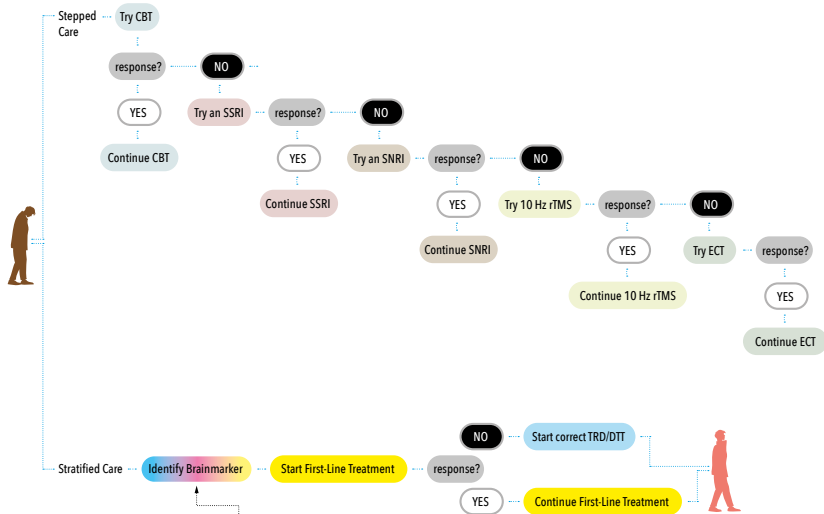 Stepped
Care
Try CBT
response?
NO
YES
Try an SSRI
response?
NO
Continue CBT
YES
Try an SNRI
response?
NO
Continue SSRI
YES
Try 10 Hz rTMS
response?
NO
Continue SNRI
YES
Try ECT
response?
Continue 10 Hz rTMS
YES
Continue ECT
Stratified Care
Identify Brainmarker
Start First-Line Treatment
response?
NO
Start correct TRD/DTT
YES
Continue First-Line Treatment